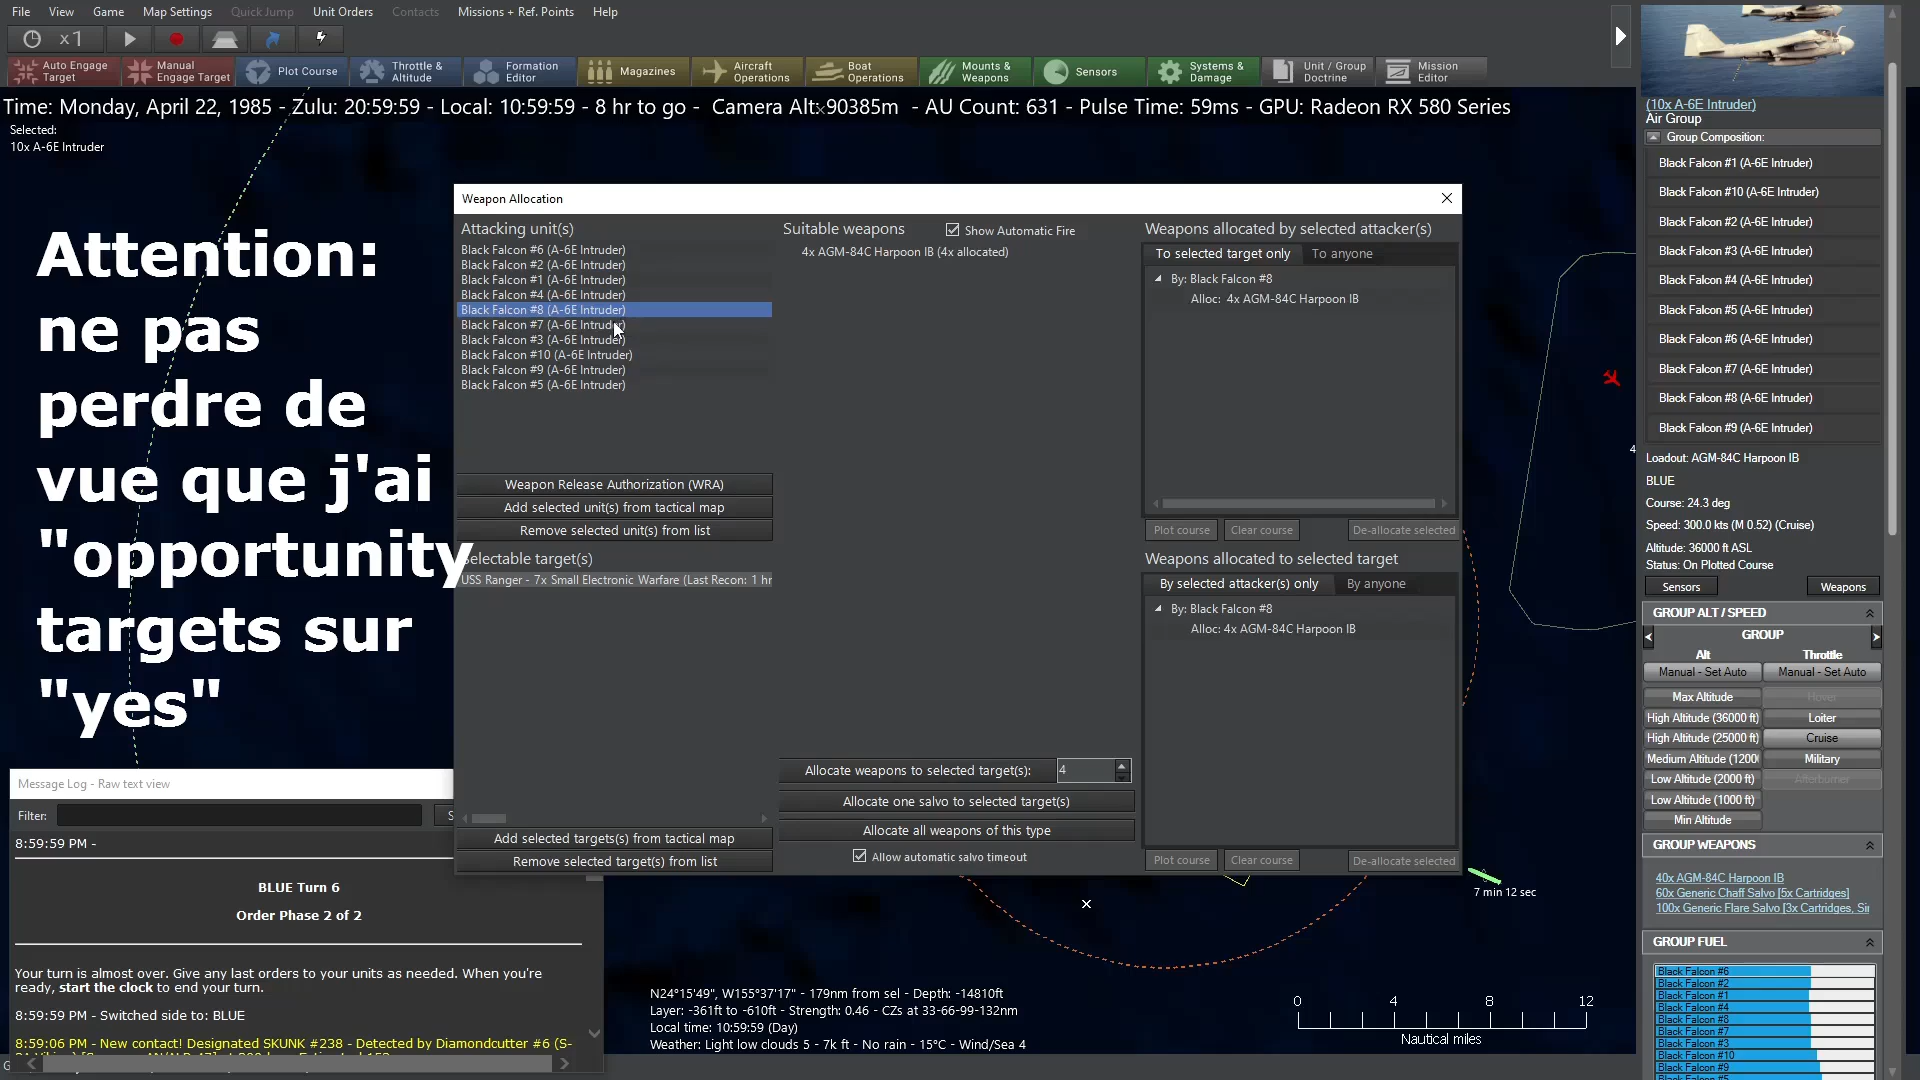 File View Game Map Settings Quick Jump Unit Orders Contacts Missions + Ref. Points Help
x1
Auto Engage Target
Manual Engage Target
Plot Course
Throttle & Altitude
Formation Editor
Magazines
Aircraft Operations
Boat Operations
Mounts & Weapons
Sensors
Systems & Damage
Unit / Group Doctrine
Mission Editor
Time: Monday, April 22, 1985 - Zulu: 20:59:59 - Local: 10:59:59 - 8 hr to go - Camera Alt: 90385m - AU Count: 631 - Pulse Time: 59ms - GPU: Radeon RX 580 Series
Selected:
10x A-6E Intruder
Attention:
ne pas
perdre de
vue que j'ai
"opportunity
targets sur
"yes"
Weapon Allocation
Attacking unit(s)
Black Falcon #6 (A-6E Intruder)
Black Falcon #2 (A-6E Intruder)
Black Falcon #1 (A-6E Intruder)
Black Falcon #4 (A-6E Intruder)
Black Falcon #8 (A-6E Intruder)
Black Falcon #7 (A-6E Intruder)
Black Falcon #3 (A-6E Intruder)
Black Falcon #10 (A-6E Intruder)
Black Falcon #9 (A-6E Intruder)
Black Falcon #5 (A-6E Intruder)
Weapon Release Authorization (WRA)
Add selected unit(s) from tactical map
Remove selected unit(s) from list
Selectable target(s)
USS Ranger - 7x Small Electronic Warfare (Last Recon: 1 hr
Add selected targets(s) from tactical map
Remove selected target(s) from list
Suitable weapons
Show Automatic Fire
4x AGM-84C Harpoon IB (4x allocated)
Allocate weapons to selected target(s): 4
Allocate one salvo to selected target(s)
Allocate all weapons of this type
Allow automatic salvo timeout
Weapons allocated by selected attacker(s)
To selected target only To anyone
By: Black Falcon #8
Alloc: 4x AGM-84C Harpoon IB
Plot course Clear course De-allocate selected
Weapons allocated to selected target
By selected attacker(s) only By anyone
By: Black Falcon #8
Alloc: 4x AGM-84C Harpoon IB
Plot course Clear course De-allocate selected
Message Log - Raw text view
Filter:
8:59:59 PM -
BLUE Turn 6
Order Phase 2 of 2
Your turn is almost over. Give any last orders to your units as needed. When you're
ready, start the clock to end your turn.
8:59:59 PM - Switched side to: BLUE
8:59:06 PM - New contact! Designated SKUNK #238 - Detected by Diamondcutter #6 (S-
4
7 min 12 sec
N24°15'49", W155°37'17" - 179nm from sel - Depth: -14810ft
Layer: -361ft to -610ft - Strength: 0.46 - CZs at 33-66-99-132nm
Local time: 10:59:59 (Day)
Weather: Light low clouds 5 - 7k ft - No rain - 15°C - Wind/Sea 4
0 4 8 12
Nautical miles
(10x A-6E Intruder)
Air Group
Group Composition:
Black Falcon #1 (A-6E Intruder)
Black Falcon #10 (A-6E Intruder)
Black Falcon #2 (A-6E Intruder)
Black Falcon #3 (A-6E Intruder)
Black Falcon #4 (A-6E Intruder)
Black Falcon #5 (A-6E Intruder)
Black Falcon #6 (A-6E Intruder)
Black Falcon #7 (A-6E Intruder)
Black Falcon #8 (A-6E Intruder)
Black Falcon #9 (A-6E Intruder)
Loadout: AGM-84C Harpoon IB
BLUE
Course: 24.3 deg
Speed: 300.0 kts (M 0.52) (Cruise)
Altitude: 36000 ft ASL
Status: On Plotted Course
Sensors Weapons
GROUP ALT / SPEED
GROUP
Alt Throttle
Manual - Set Auto Manual - Set Auto
Max Altitude Hover
High Altitude (36000 ft) Loiter
High Altitude (25000 ft) Cruise
Medium Altitude (1200 Military
Low Altitude (2000 ft) Afterburner
Low Altitude (1000 ft)
Min Altitude
GROUP WEAPONS
40x AGM-84C Harpoon IB
60x Generic Chaff Salvo [5x Cartridges]
100x Generic Flare Salvo [3x Cartridges, Sir
GROUP FUEL
Black Falcon #6
Black Falcon #2
Black Falcon #1
Black Falcon #4
Black Falcon #8
Black Falcon #7
Black Falcon #3
Black Falcon #10
Black Falcon #9